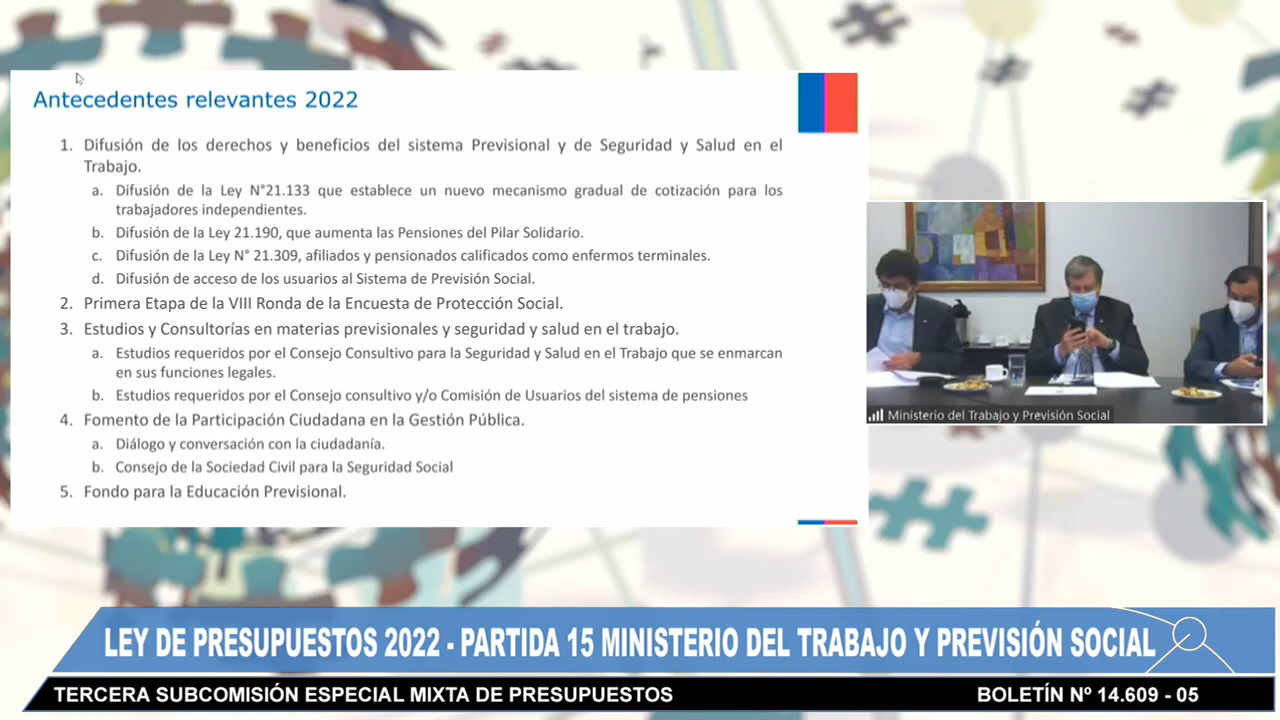 Antecedentes relevantes 2022
1. Difusión de los derechos y beneficios del sistema Previsional y de Seguridad y Salud en el
Trabajo.
a. Difusión de la Ley N°21.133 que establece un nuevo mecanismo gradual de cotización para los
trabajadores independientes.
b. Difusión de la Ley 21.190, que aumenta las Pensiones del Pilar Solidario.
c. Difusión de la Ley N° 21.309, afiliados y pensionados calificados como enfermos terminales.
d. Difusión de acceso de los usuarios al Sistema de Previsión Social.
2. Primera Etapa de la VIII Ronda de la Encuesta de Protección Social.
3. Estudios y Consultorías en materias previsionales y seguridad y salud en el trabajo.
a. Estudios requeridos por el Consejo Consultivo para la Seguridad y Salud en el Trabajo que se enmarcan
en sus funciones legales.
b. Estudios requeridos por el Consejo consultivo y/o Comisión de Usuarios del sistema de pensiones
4. Fomento de la Participación Ciudadana en la Gestión Pública.
a. Diálogo y conversación con la ciudadanía.
b. Consejo de la Sociedad Civil para la Seguridad Social
5. Fondo para la Educación Previsional.
Ministerio del Trabajo y Previsión Social
LEY DE PRESUPUESTOS 2022 - PARTIDA 15 MINISTERIO DEL TRABAJO Y PREVISIÓN SOCIAL
TERCERA SUBCOMISIÓN ESPECIAL MIXTA DE PRESUPUESTOS
BOLETÍN Nº 14.609 - 05